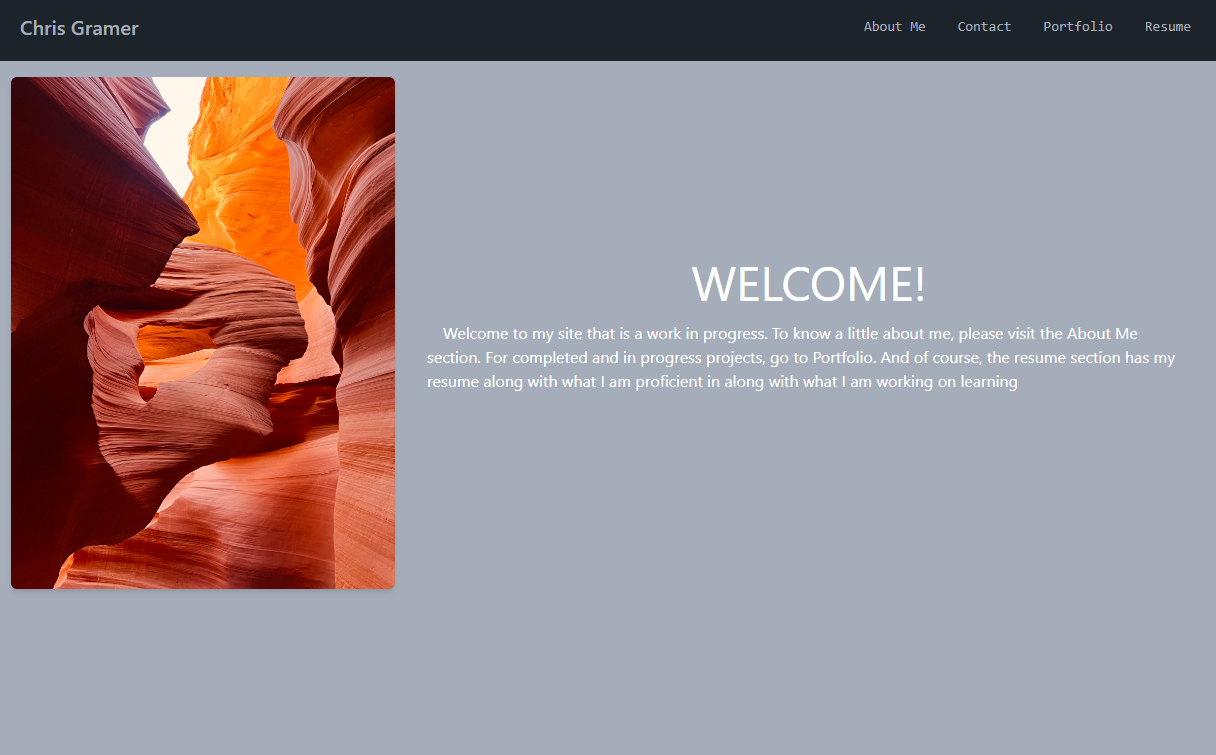 Chris Gramer
About Me Contact Portfolio Resume
WELCOME!
Welcome to my site that is a work in progress. To know a little about me, please visit the About Me
section. For completed and in progress projects, go to Portfolio. And of course, the resume section has my
resume along with what I am proficient in along with what I am working on learning